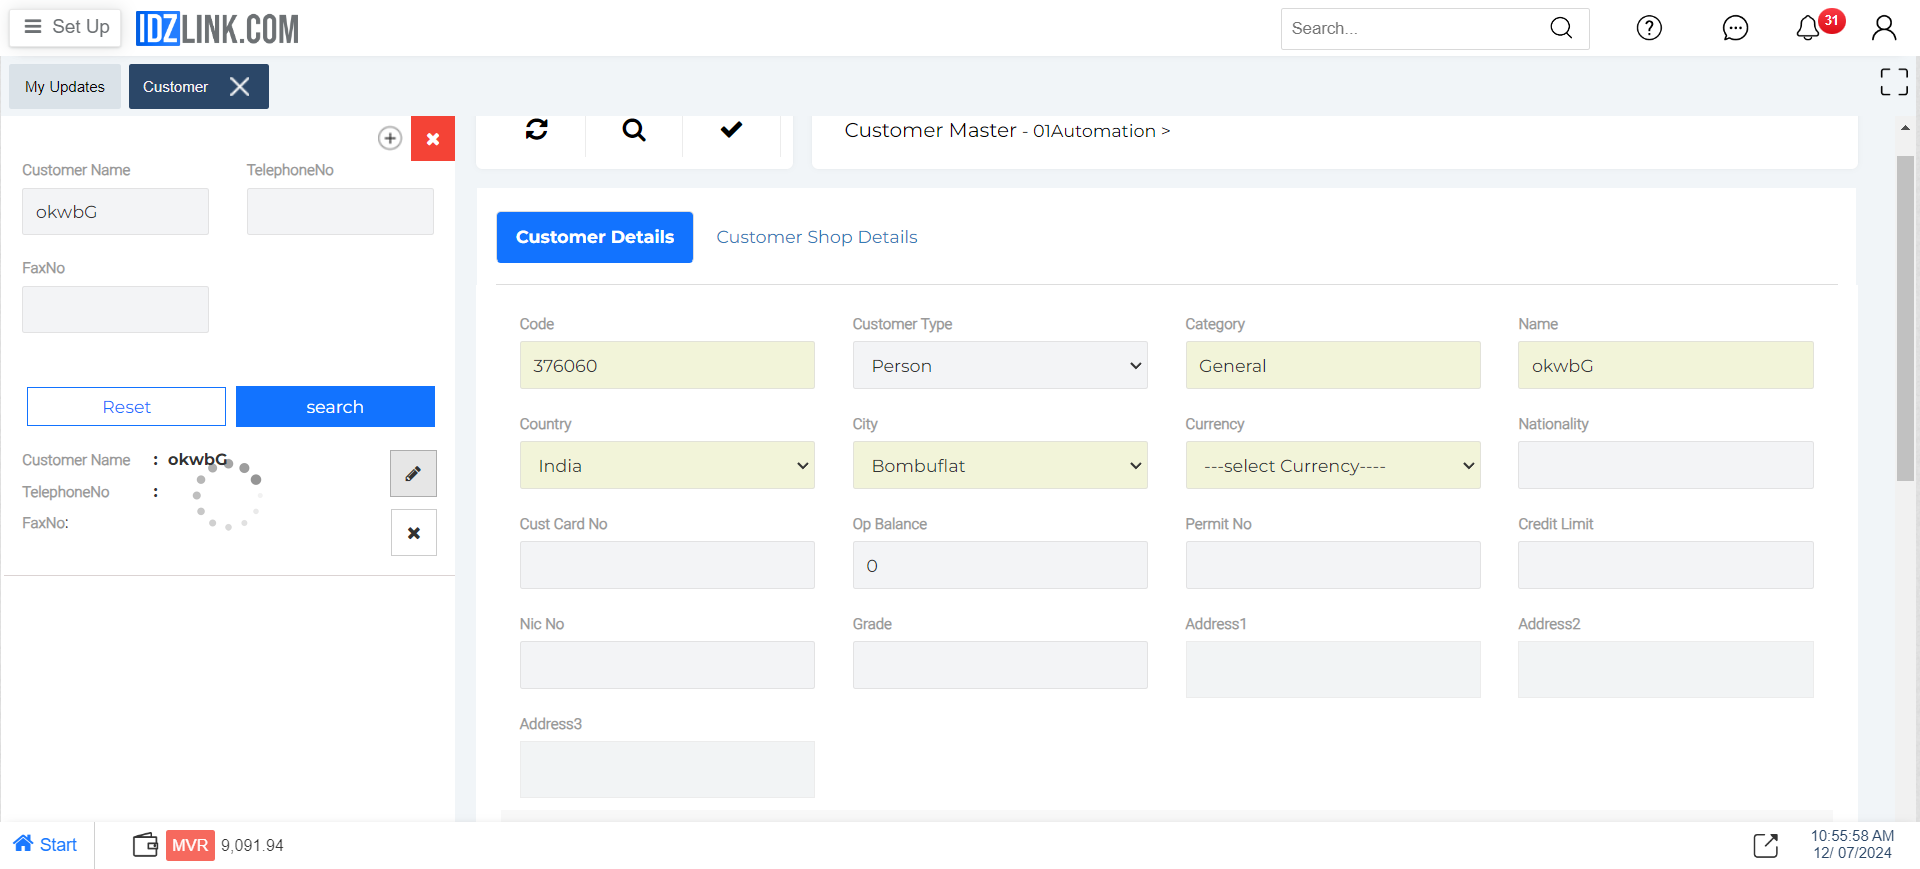 Set Up
IDZLINK.COM
Search...
31
My Updates
Customer
Customer Master - 01Automation >
Customer Name
TelephoneNo
okwbG
FaxNo
Reset
search
Customer Name : okwbG
TelephoneNo :
FaxNo:
Customer Details
Customer Shop Details
Code
Customer Type
Category
Name
376060
Person
General
okwbG
Country
City
Currency
Nationality
India
Bombuflat
---select Currency----
Cust Card No
Op Balance
Permit No
Credit Limit
0
Nic No
Grade
Address1
Address2
Address3
Start
MVR 9,091.94
10:55:58 AM
12/ 07/2024